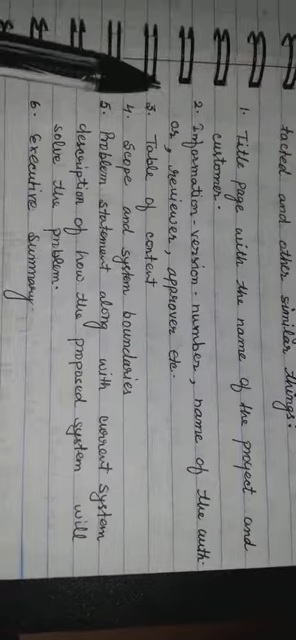 tacted and other similar things.
1. Title page with the name of the project and
customer.
2. Information-version-number, name of the auth-
or, reviewer, approver etc.
3. Table of content
4. Scope and system boundaries
5. Problem statement along with current system
description of how the proposed system will
solve the problem.
6. Executive Summary.